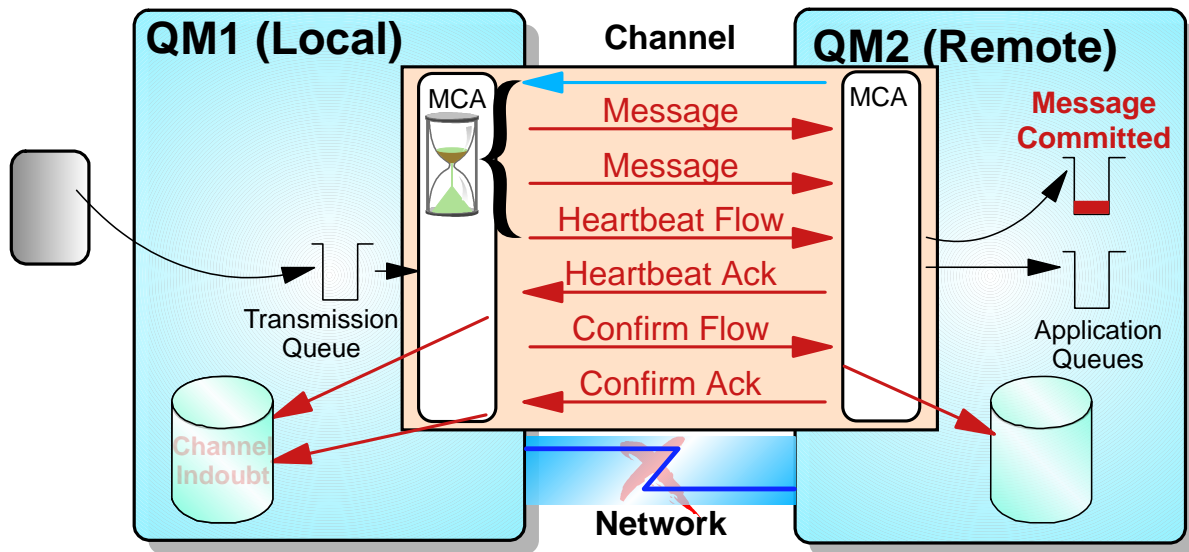 QM1 (Local)
Channel
QM2 (Remote)
MCA
MCA
Message
Message
Heartbeat Flow
Heartbeat Ack
Confirm Flow
Confirm Ack
Message
Committed
Transmission
Queue
Application
Queues
Channel
Indoubt
Network